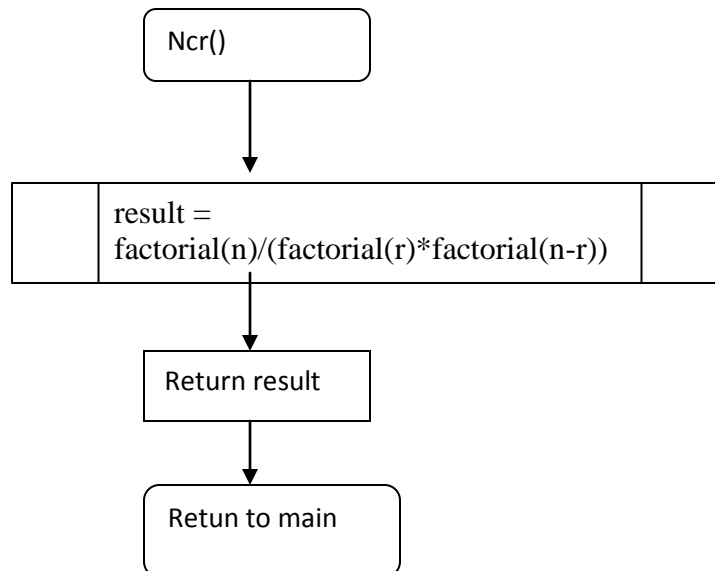 Ncr()
result =
factorial(n)/(factorial(r)*factorial(n-r))
Return result
Retun to main